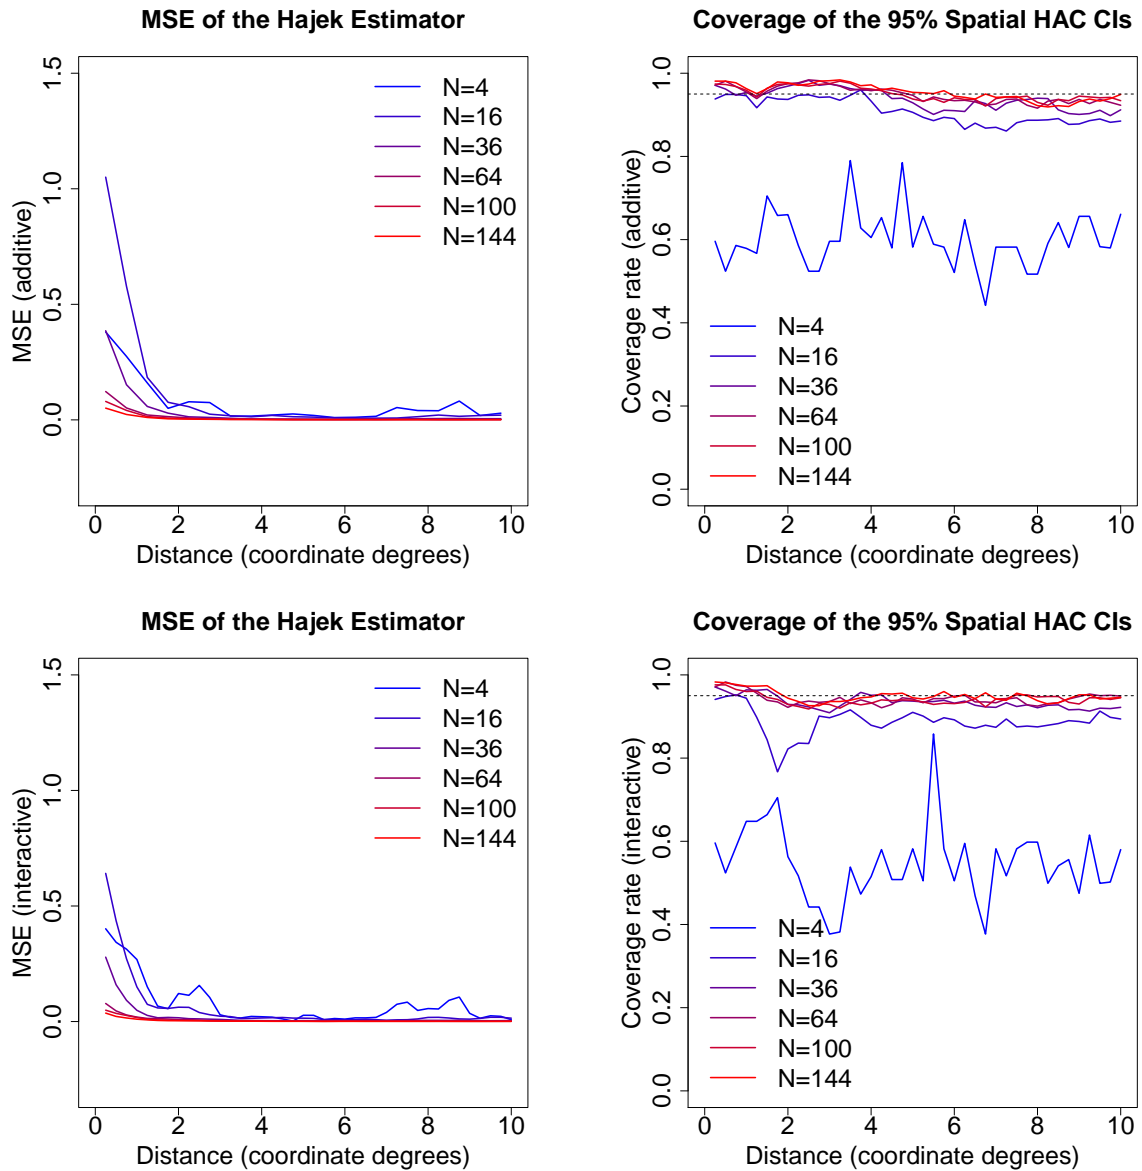 MSE of the Hajek Estimator
MSE (additive)
1.5
1.0
0.5
0.0
N=4
N=16
N=36
N=64
N=100
N=144
0 2 4 6 8 10
Distance (coordinate degrees)
Coverage of the 95% Spatial HAC CIs
Coverage rate (additive)
1.0
0.8
0.6
0.4
0.2
0.0
N=4
N=16
N=36
N=64
N=100
N=144
0 2 4 6 8 10
Distance (coordinate degrees)
MSE of the Hajek Estimator
MSE (interactive)
1.5
1.0
0.5
0.0
N=4
N=16
N=36
N=64
N=100
N=144
0 2 4 6 8 10
Distance (coordinate degrees)
Coverage of the 95% Spatial HAC CIs
Coverage rate (interactive)
1.0
0.8
0.6
0.4
0.2
0.0
N=4
N=16
N=36
N=64
N=100
N=144
0 2 4 6 8 10
Distance (coordinate degrees)